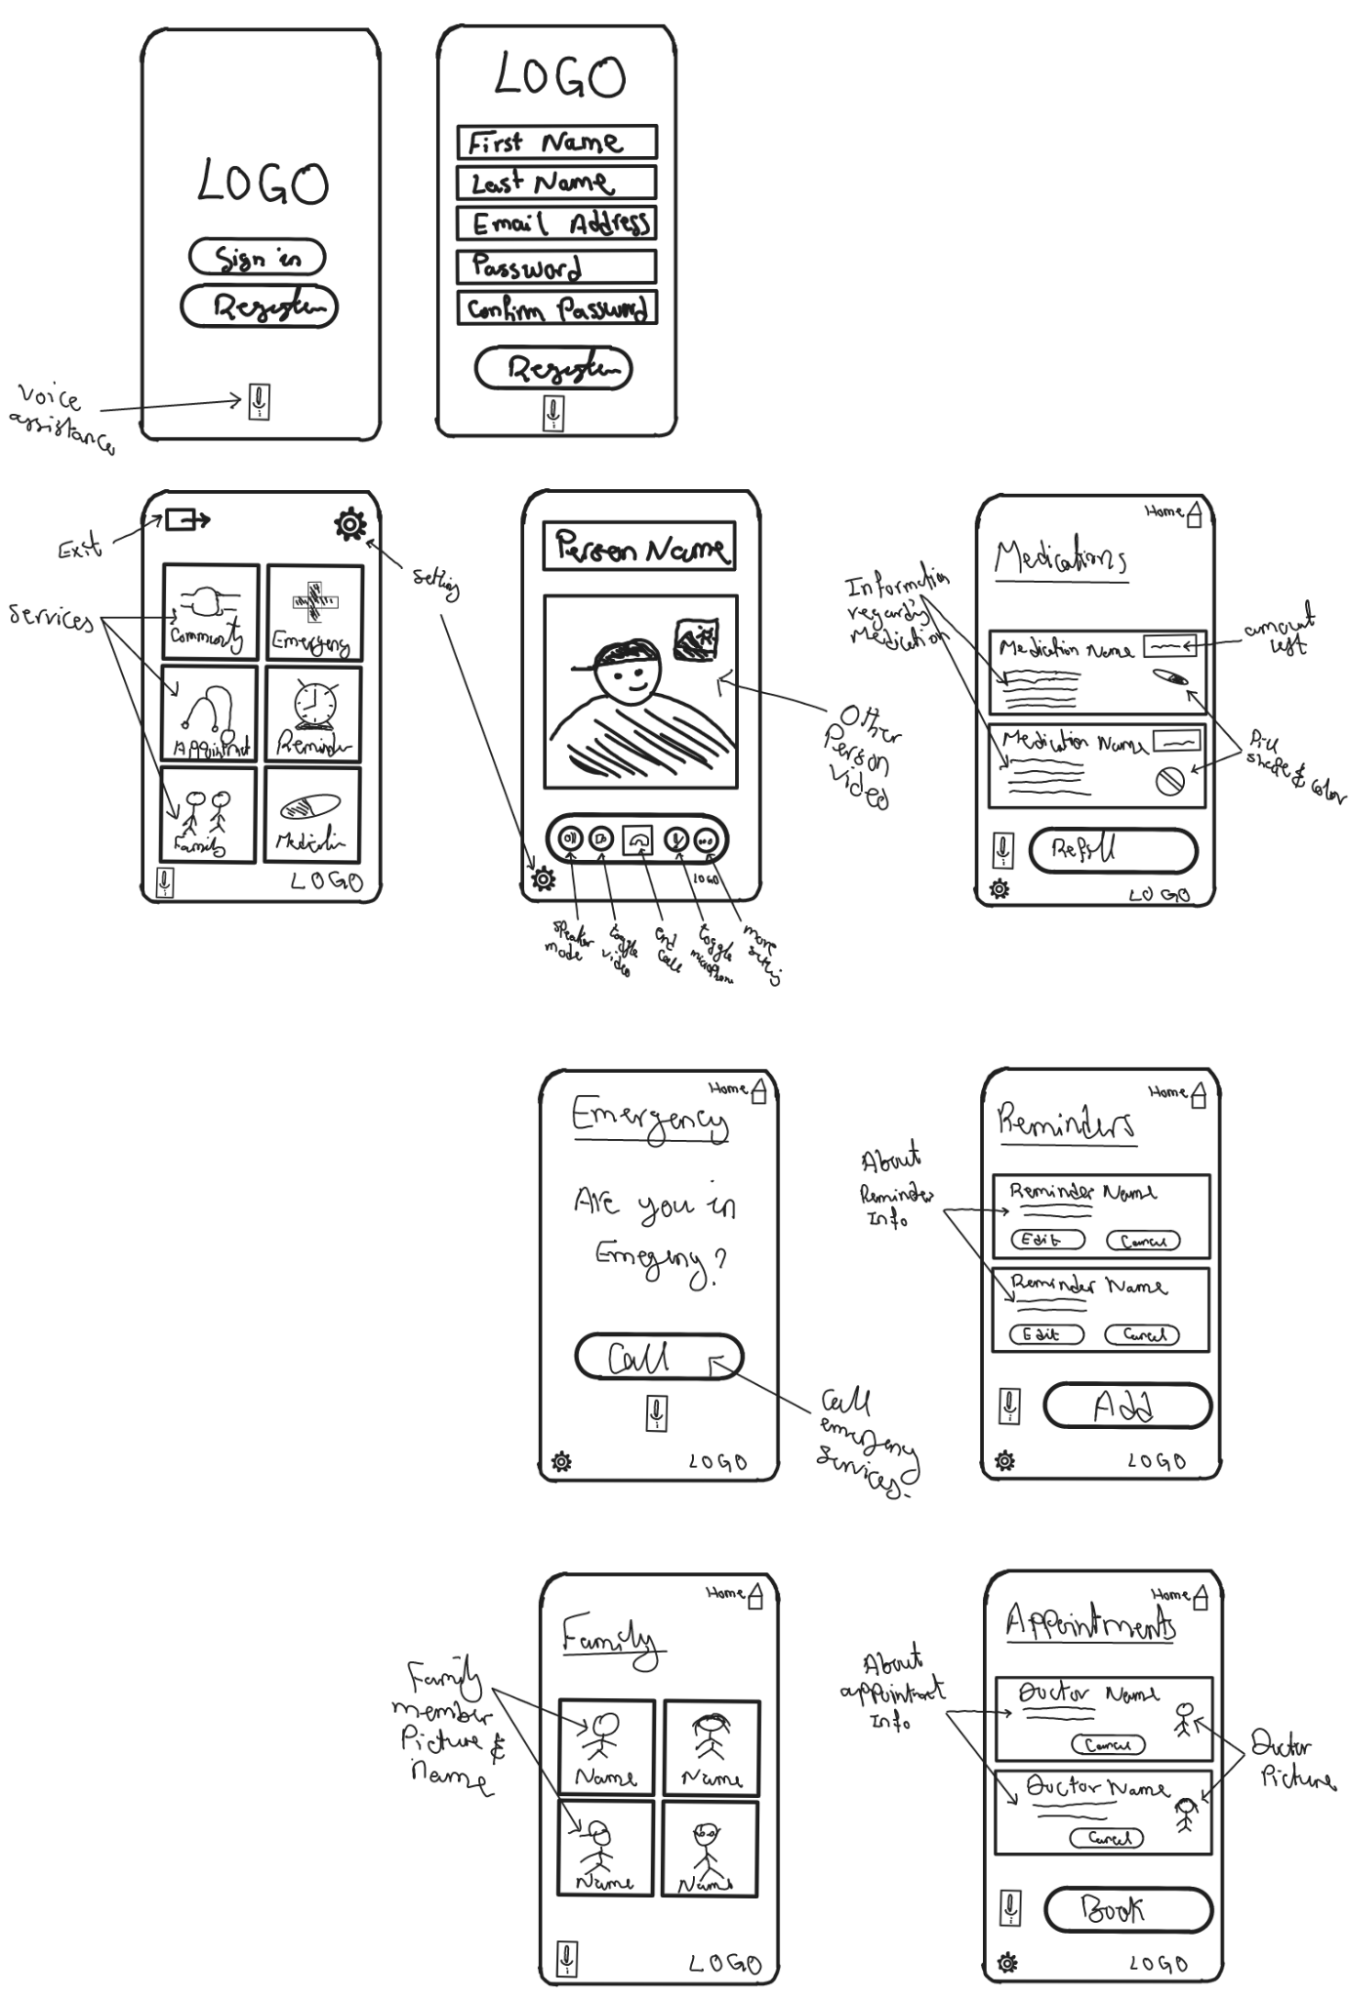 LOGO
Sign in
Register
Voice
assistance
LOGO
First Name
Last Name
Email Address
Password
Confirm Password
Register
Exit
Services
Setting
Community
Emergency
Appointment
Reminder
Family
LOGO
Person Name
Other
Person
Video
LOGO
Speaker
mode
toggle
video
end
call
toggle
microphone
more
setting
Home
Medications
Information
regarding
Medication
Medication Name
amount
left
Medication Name
Pill
shape & color
Refill
LOGO
Home
Emergency
Are you in
Emegency?
Call
Call
emergency
services.
LOGO
Home
Reminders
About
Reminder
Info
Reminder Name
Edit
Cancel
Reminder Name
Edit
Cancel
Add
LOGO
Home
Family
Family
member
Picture &
Name
Name
Name
Name
Name
LOGO
Home
Appointments
About
appointment
Info
Doctor Name
Cancel
Doctor Name
Cancel
Doctor
Picture
Book
LOGO